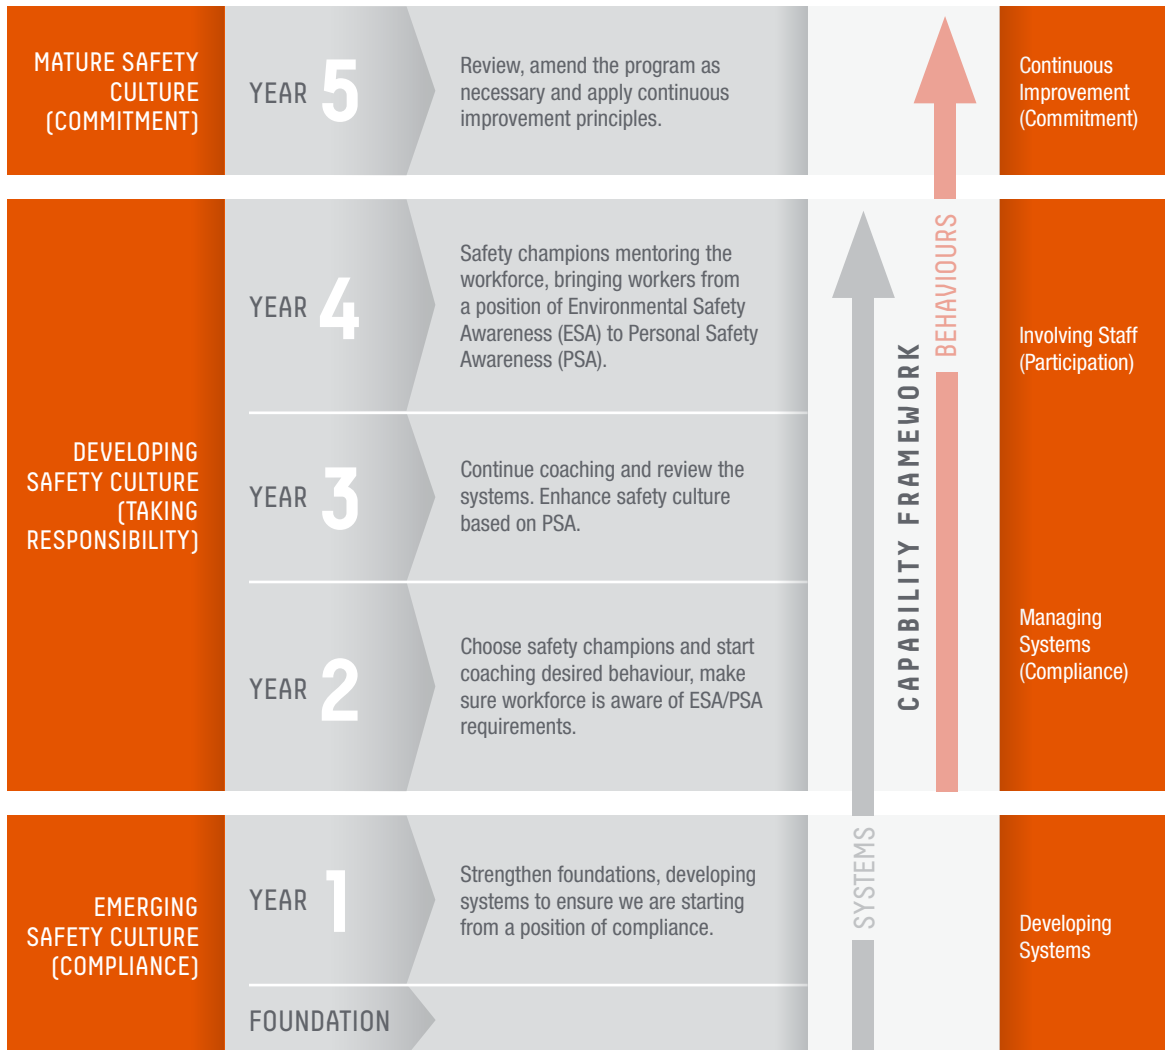 MATURE SAFETY
CULTURE
(COMMITMENT)
YEAR 5
Review, amend the program as
necessary and apply continuous
improvement principles.
Continuous
Improvement
(Commitment)
DEVELOPING
SAFETY CULTURE
(TAKING
RESPONSIBILITY)
YEAR 4
Safety champions mentoring the
workforce, bringing workers from
a position of Environmental Safety
Awareness (ESA) to Personal Safety
Awareness (PSA).
YEAR 3
Continue coaching and review the
systems. Enhance safety culture
based on PSA.
YEAR 2
Choose safety champions and start
coaching desired behaviour, make
sure workforce is aware of ESA/PSA
requirements.
CAPABILITY FRAMEWORK
BEHAVIOURS
Involving Staff
(Participation)
Managing
Systems
(Compliance)
EMERGING
SAFETY CULTURE
(COMPLIANCE)
YEAR 1
Strengthen foundations, developing
systems to ensure we are starting
from a position of compliance.
FOUNDATION
SYSTEMS
Developing
Systems